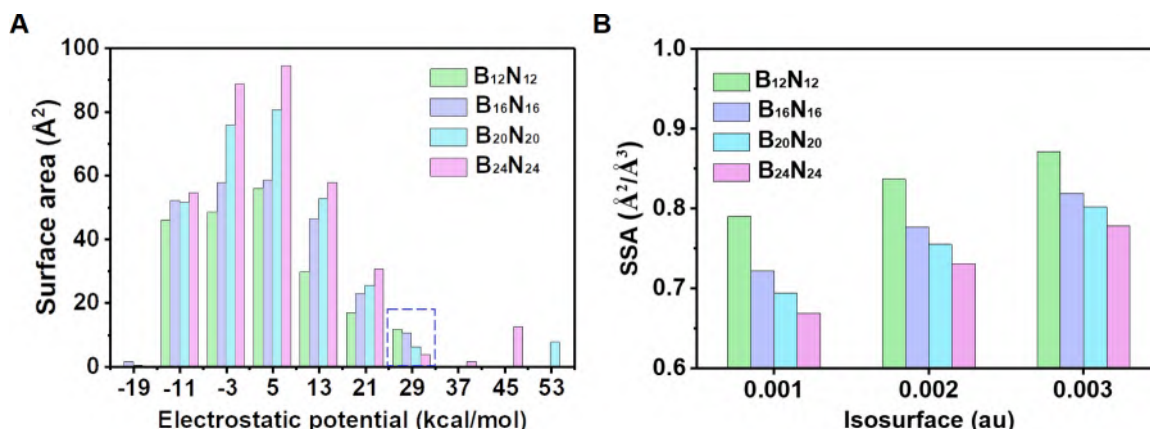 A
B
100
80
60
40
20
0
Surface area (Å²)
B₁₂N₁₂
B₁₆N₁₆
B₂₀N₂₀
B₂₄N₂₄
-19 -11 -3 5 13 21 29 37 45 53
Electrostatic potential (kcal/mol)
1.0
0.9
0.8
0.7
0.6
SSA (Å²/Å³)
B₁₂N₁₂
B₁₆N₁₆
B₂₀N₂₀
B₂₄N₂₄
0.001 0.002 0.003
Isosurface (au)